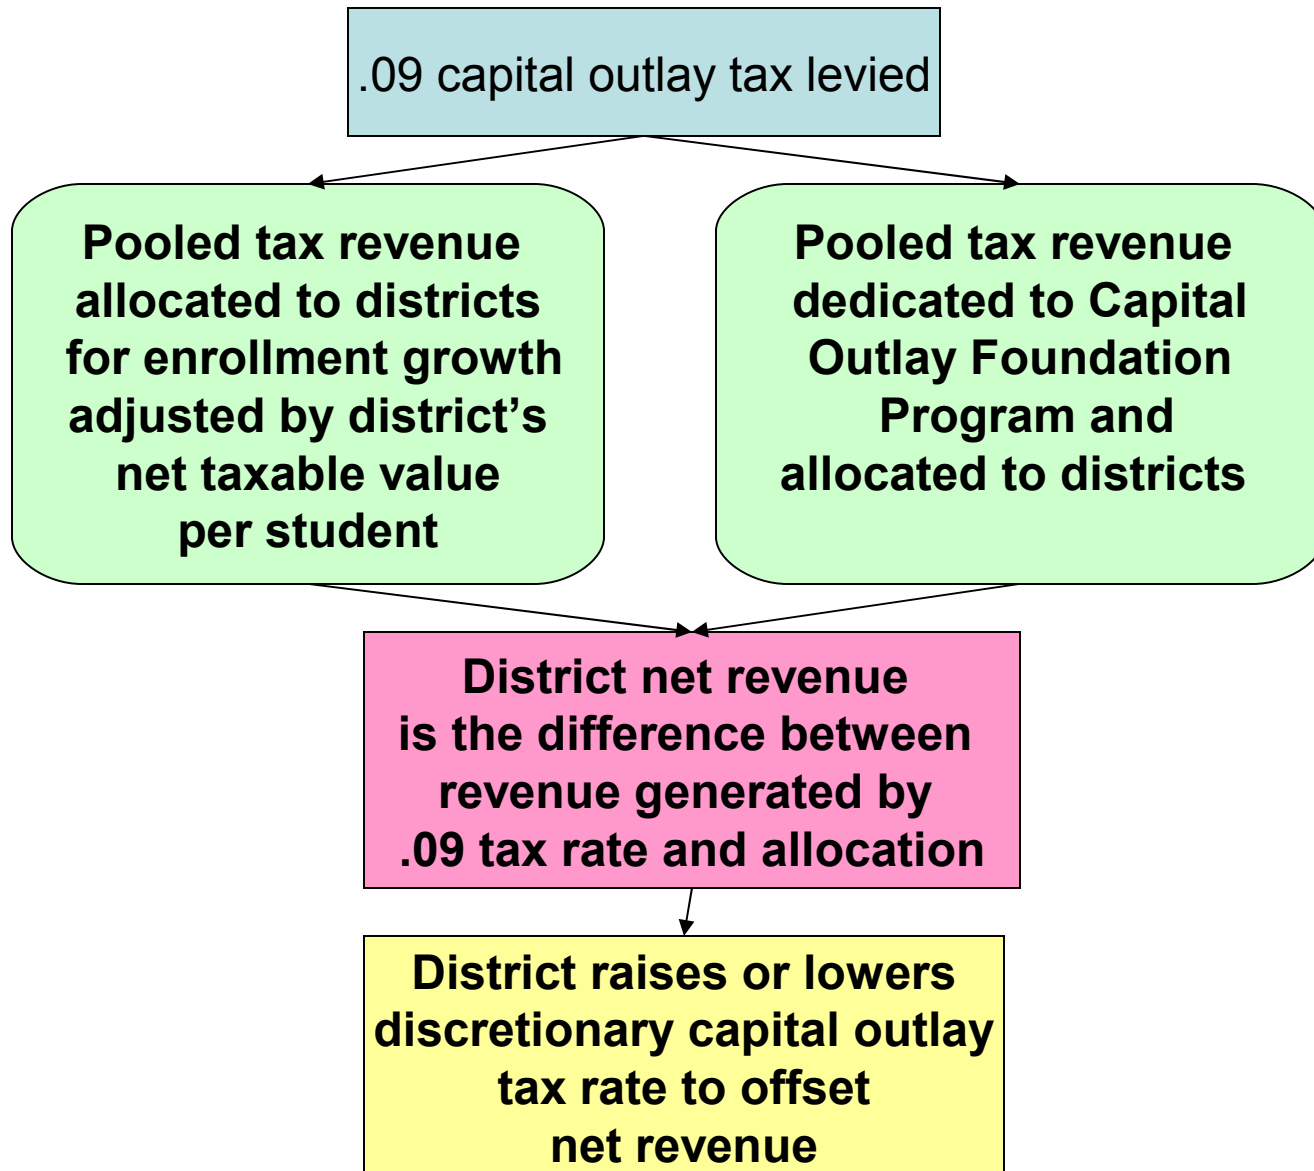 .09 capital outlay tax levied
Pooled tax revenue
allocated to districts
for enrollment growth
adjusted by district’s
net taxable value
per student
Pooled tax revenue
dedicated to Capital
Outlay Foundation
Program and
allocated to districts
District net revenue
is the difference between
revenue generated by
.09 tax rate and allocation
District raises or lowers
discretionary capital outlay
tax rate to offset
net revenue